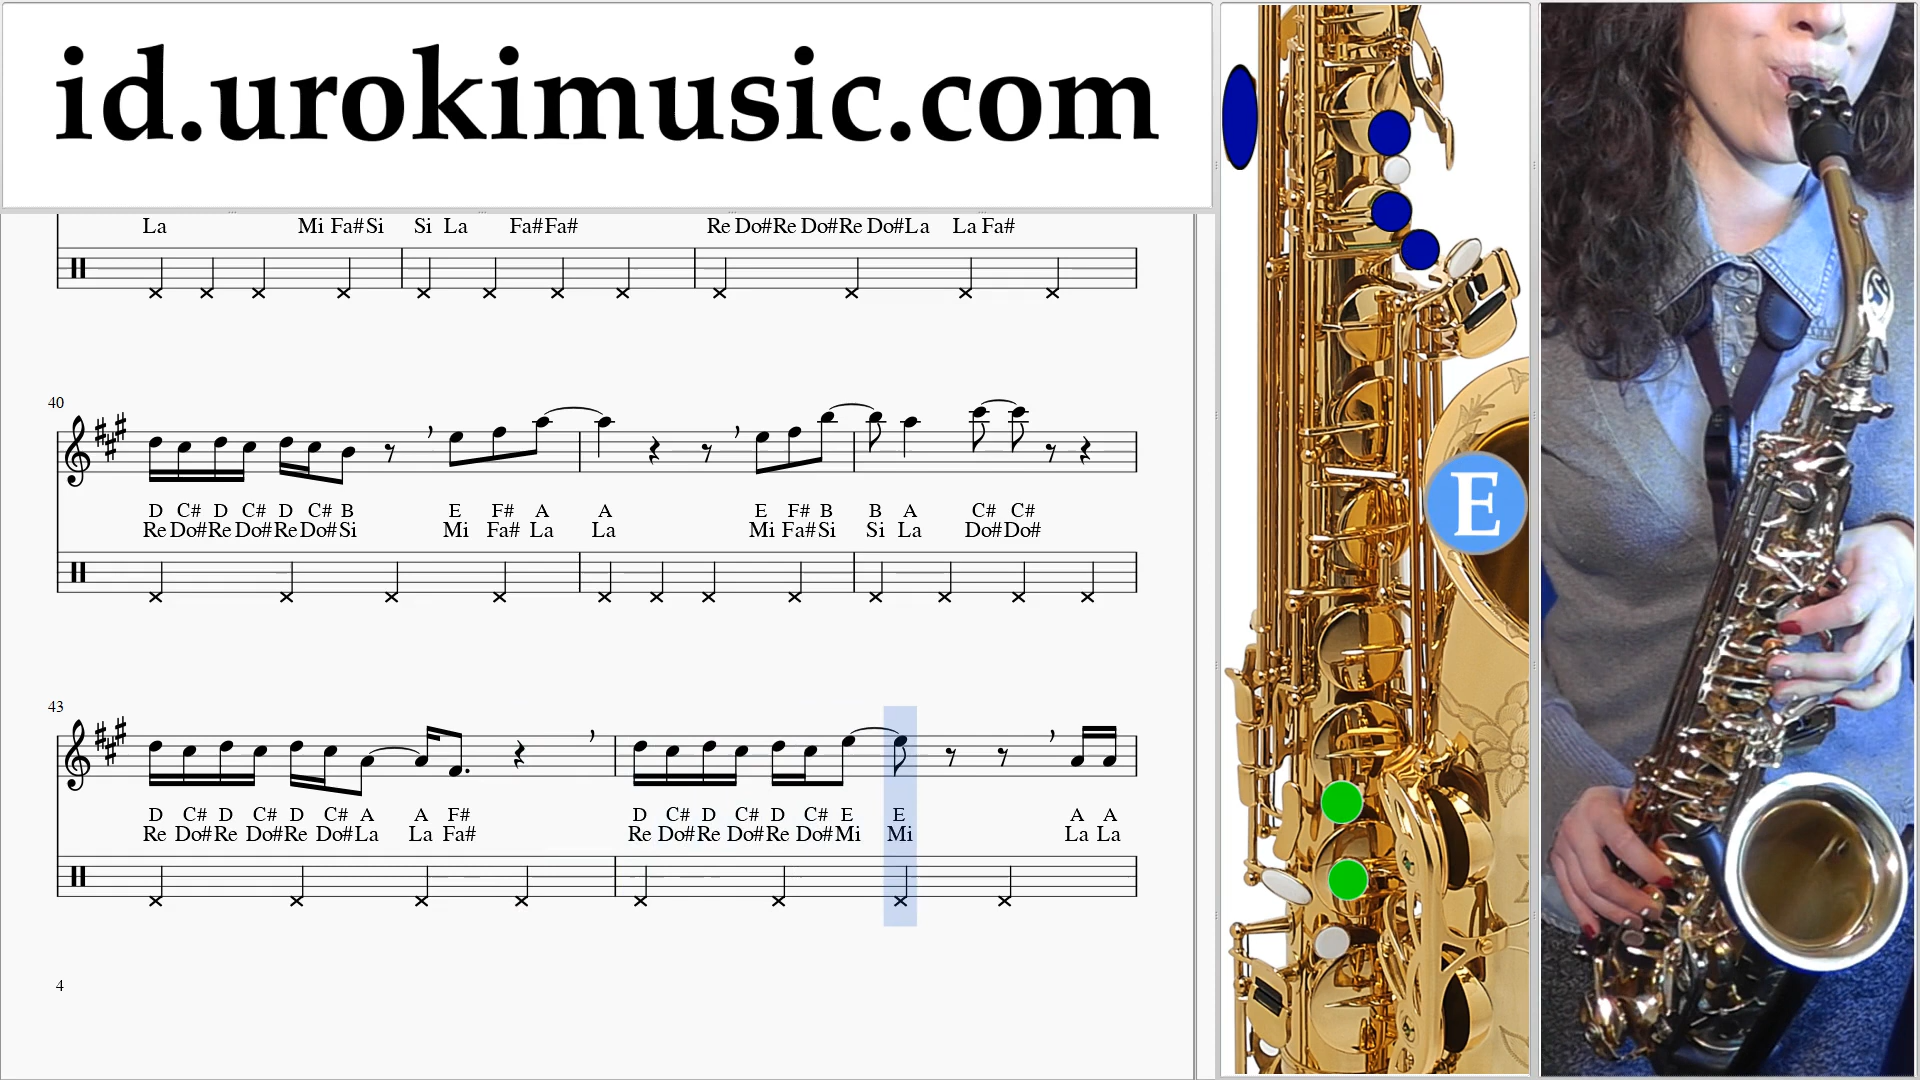 id.urokimusic.com
La Mi Fa# Si Si La Fa# Fa# Re Do# Re Do# Re Do# La La Fa#
40
D C# D C# D C# B E F# A A E F# B B A C# C#
Re Do# Re Do# Re Do# Si Mi Fa# La La Mi Fa# Si Si La Do# Do#
E
43
D C# D C# D C# A A F# D C# D C# D C# E E A A
Re Do# Re Do# Re Do# La La Fa# Re Do# Re Do# Re Do# Mi Mi La La
4